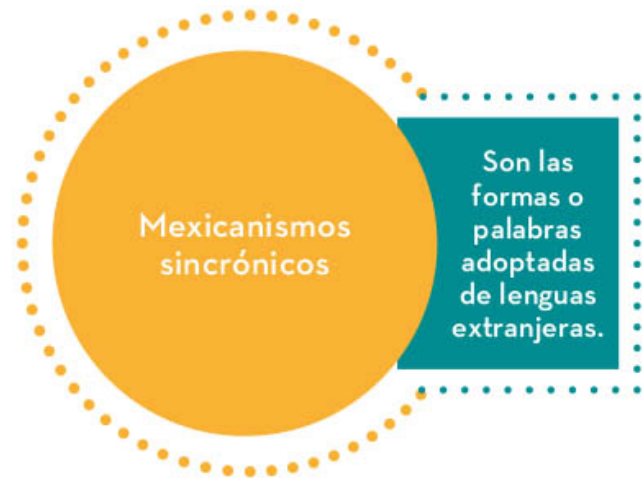 Mexicanismos
sincrónicos
Son las
formas o
palabras
adoptadas
de lenguas
extranjeras.